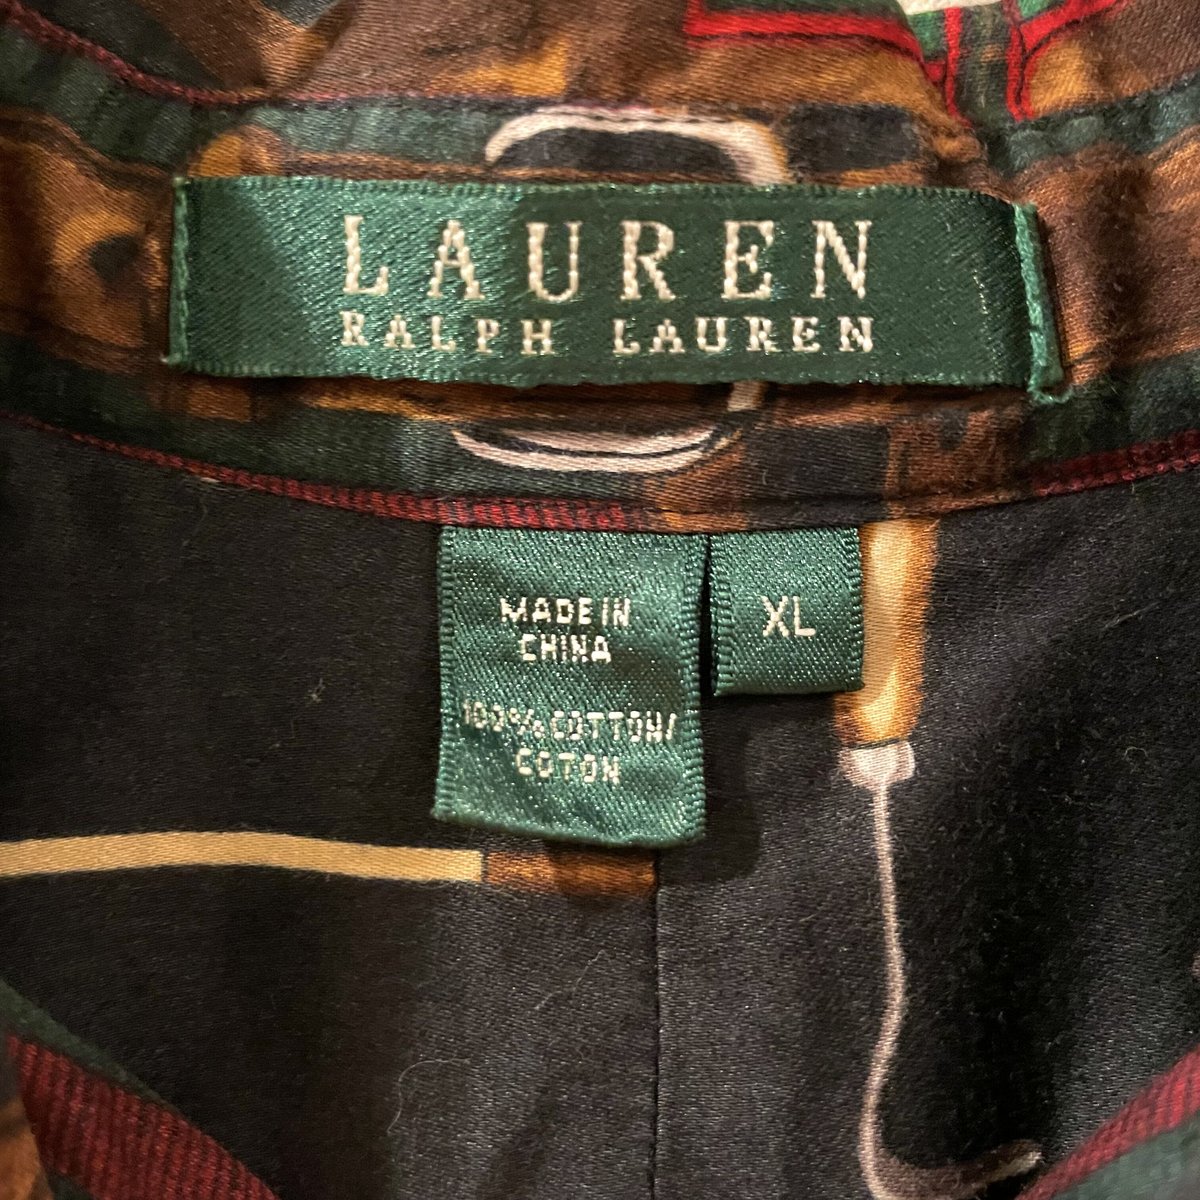 LAUREN
RALPH LAUREN
MADE IN
CHINA
100% COTTON/
COTON
XL